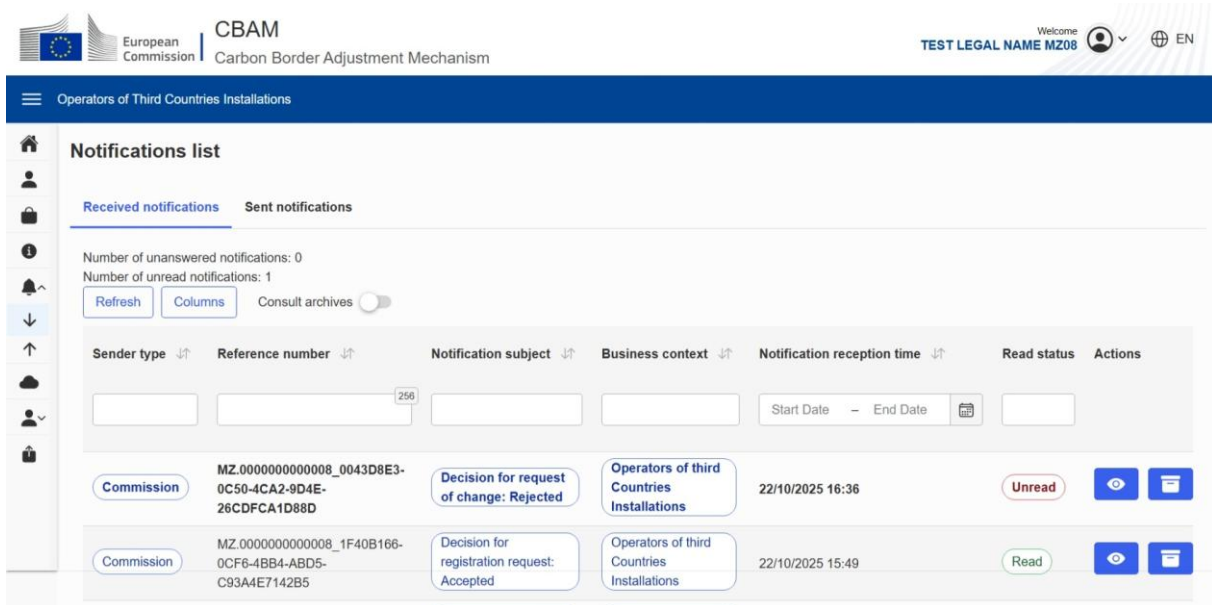 European
Commission
CBAM
Carbon Border Adjustment Mechanism
Welcome
TEST LEGAL NAME MZ08
EN
Operators of Third Countries Installations
Notifications list
Received notifications Sent notifications
Number of unanswered notifications: 0
Number of unread notifications: 1
Refresh Columns Consult archives
Sender type Reference number Notification subject Business context Notification reception time Read status Actions
256
Start Date – End Date
Commission
MZ.0000000000008_0043D8E3-
0C50-4CA2-9D4E-
26CDFCA1D88D
Decision for request
of change: Rejected
Operators of third
Countries
Installations
22/10/2025 16:36
Unread
Commission
MZ.0000000000008_1F40B166-
0CF6-4BB4-ABD5-
C93A4E7142B5
Decision for
registration request:
Accepted
Operators of third
Countries
Installations
22/10/2025 15:49
Read